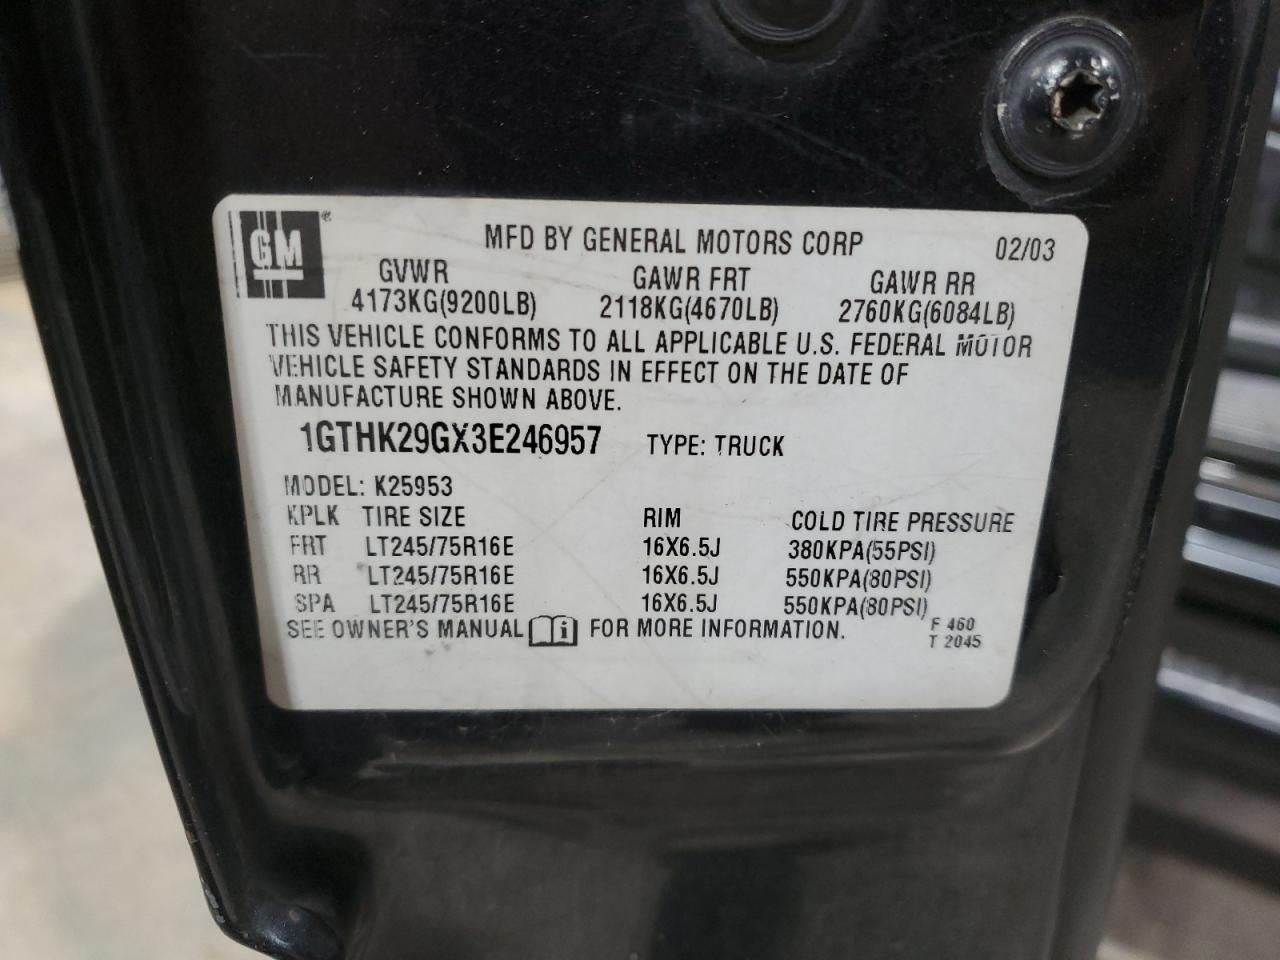 GM ®
MFD BY GENERAL MOTORS CORP 02/03
GVWR GAWR FRT GAWR RR
4173KG(9200LB) 2118KG(4670LB) 2760KG(6084LB)
THIS VEHICLE CONFORMS TO ALL APPLICABLE U.S. FEDERAL MOTOR
VEHICLE SAFETY STANDARDS IN EFFECT ON THE DATE OF
MANUFACTURE SHOWN ABOVE.
1GTHK29GX3E246957 TYPE: TRUCK
MODEL: K25953
KPLK TIRE SIZE RIM COLD TIRE PRESSURE
FRT LT245/75R16E 16X6.5J 380KPA(55PSI)
RR LT245/75R16E 16X6.5J 550KPA(80PSI)
SPA LT245/75R16E 16X6.5J 550KPA(80PSI)
SEE OWNER'S MANUAL i FOR MORE INFORMATION. F 460
T 2045